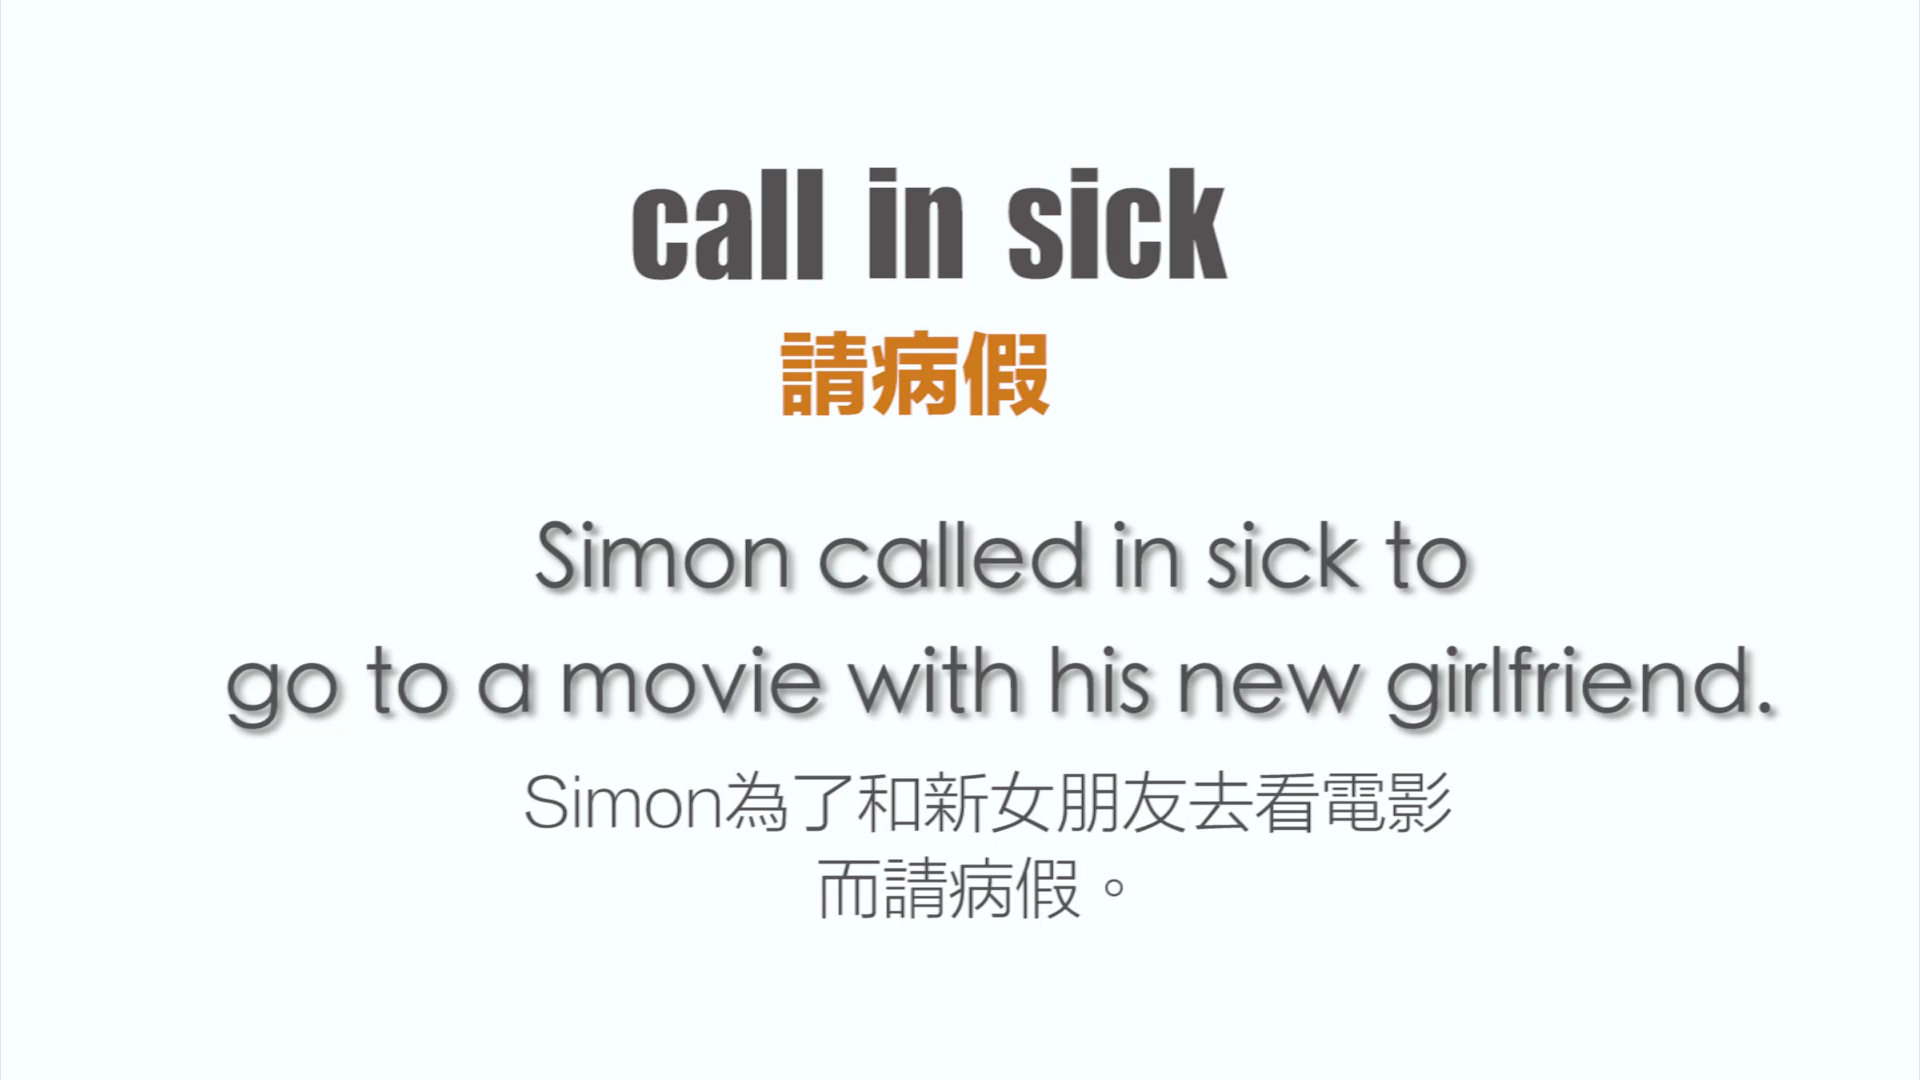 call in sick
請病假
Simon called in sick to
go to a movie with his new girlfriend.
Simon為了和新女朋友去看電影
而請病假。